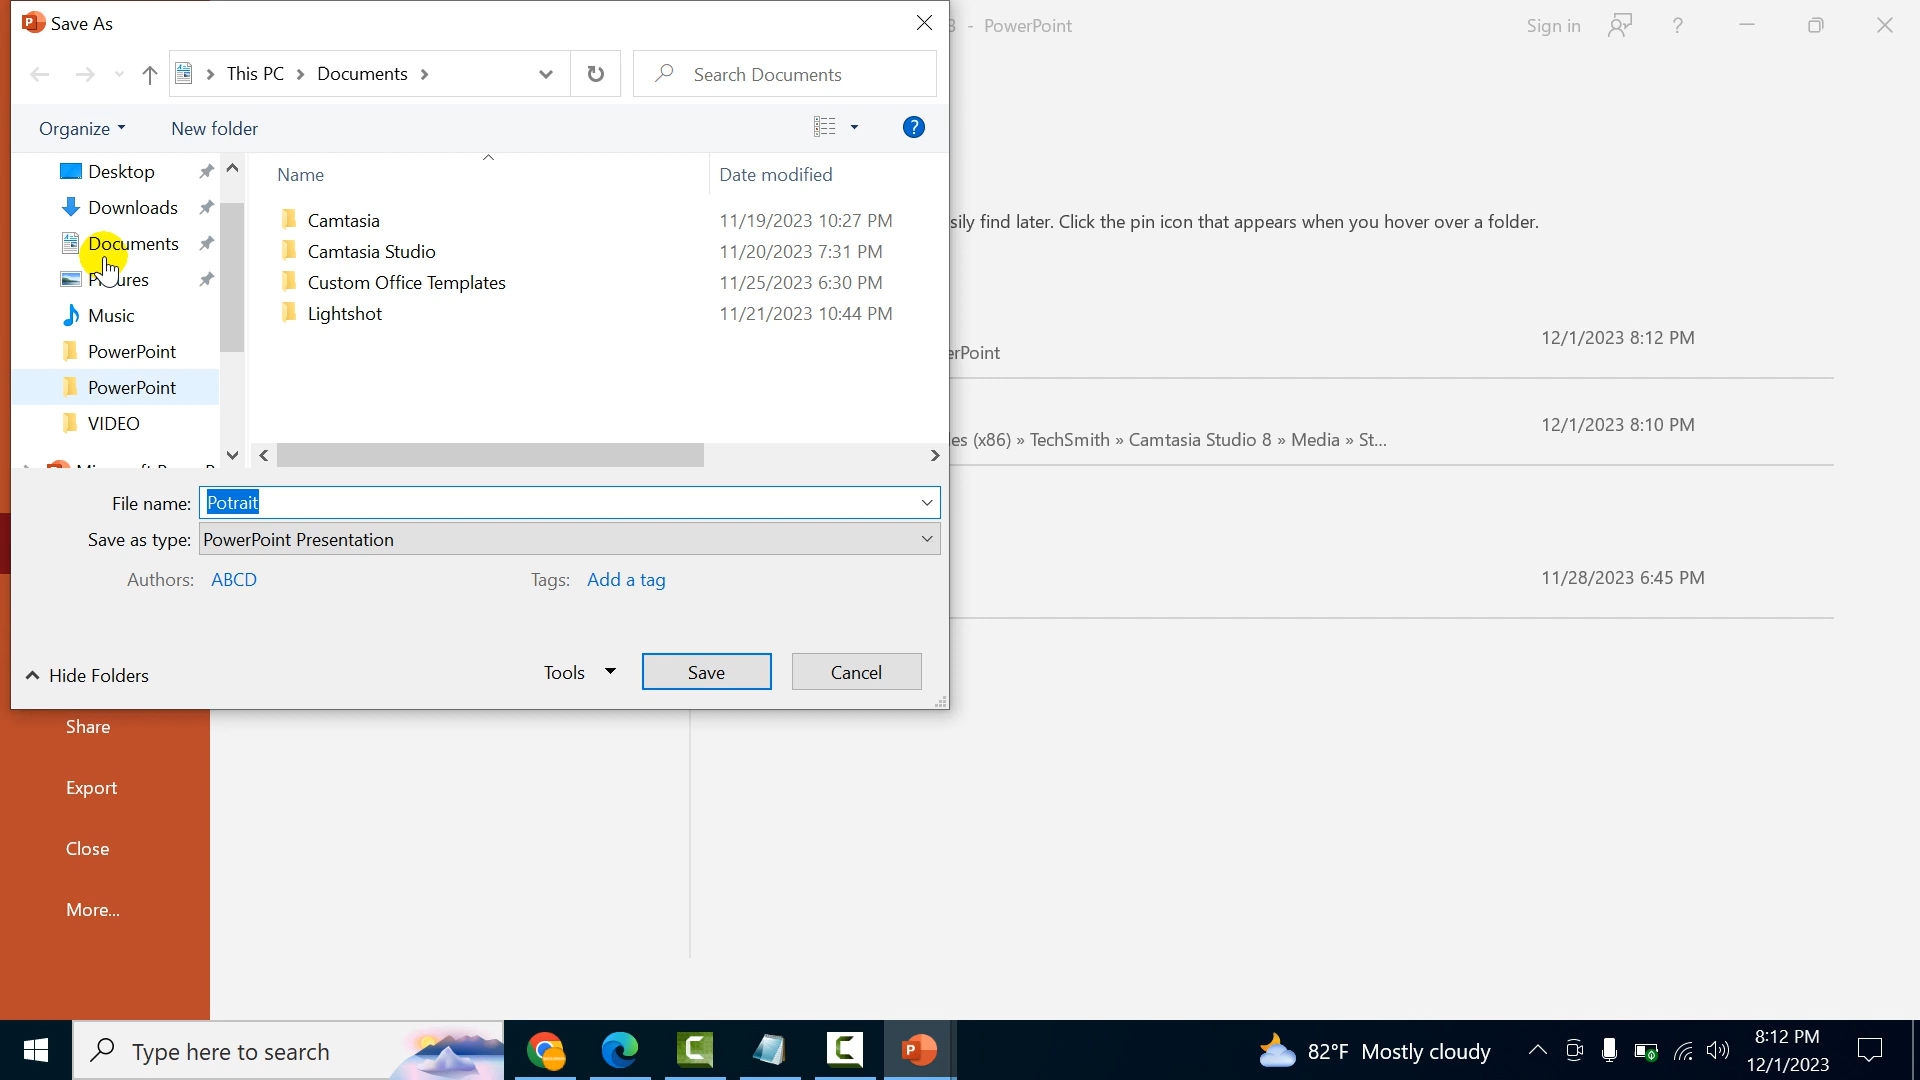 Save As
3 - PowerPoint
Sign in
This PC > Documents >
Search Documents
Organize
New folder
Desktop
Downloads
Documents
Pictures
Music
PowerPoint
PowerPoint
VIDEO
Name
Date modified
Camtasia 11/19/2023 10:27 PM
Camtasia Studio 11/20/2023 7:31 PM
Custom Office Templates 11/25/2023 6:30 PM
Lightshot 11/21/2023 10:44 PM
File name: Potrait
Save as type: PowerPoint Presentation
Authors: ABCD
Tags: Add a tag
Hide Folders
Tools
Save
Cancel
find later. Click the pin icon that appears when you hover over a folder.
12/1/2023 8:12 PM
erPoint
12/1/2023 8:10 PM
les (x86) » TechSmith » Camtasia Studio 8 » Media » St...
11/28/2023 6:45 PM
Share
Export
Close
More...
Type here to search
82°F Mostly cloudy
8:12 PM
12/1/2023